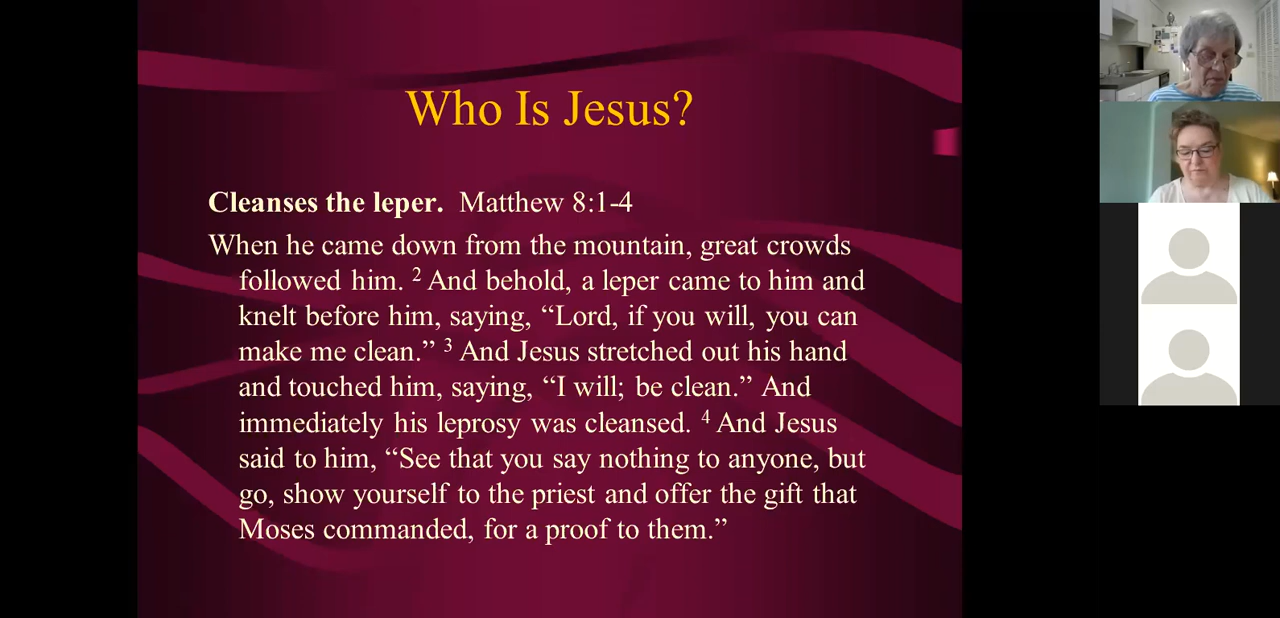 Who Is Jesus?
Cleanses the leper. Matthew 8:1-4
When he came down from the mountain, great crowds
followed him. 2 And behold, a leper came to him and
knelt before him, saying, “Lord, if you will, you can
make me clean.” 3 And Jesus stretched out his hand
and touched him, saying, “I will; be clean.” And
immediately his leprosy was cleansed. 4 And Jesus
said to him, “See that you say nothing to anyone, but
go, show yourself to the priest and offer the gift that
Moses commanded, for a proof to them.”